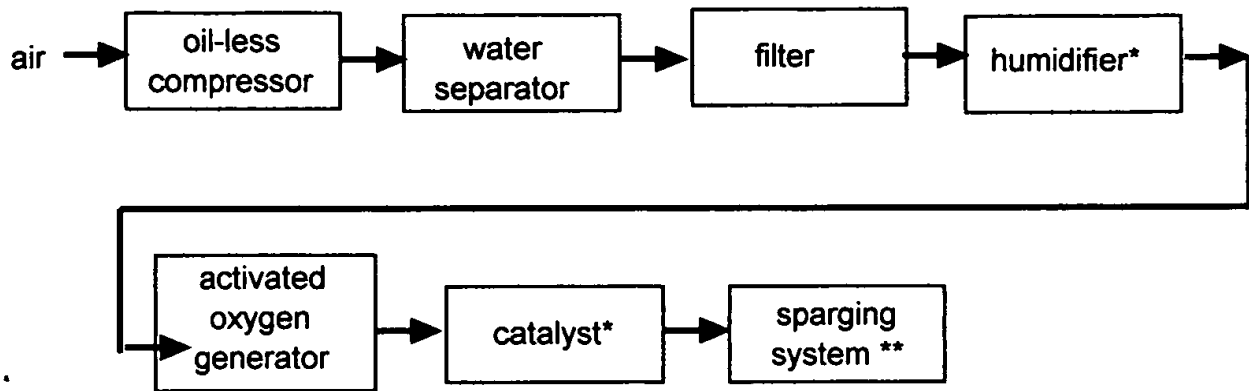 air
oil-less
compressor
water
separator
filter
humidifier*
activated
oxygen
generator
catalyst*
sparging
system **